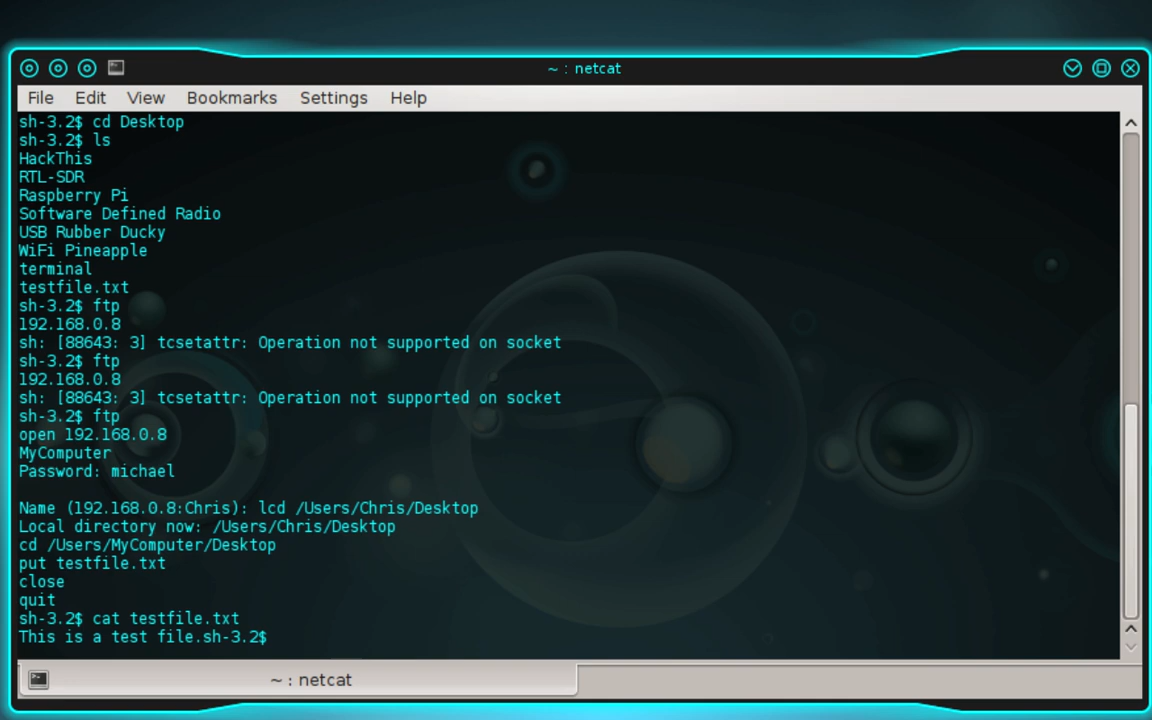 ~ : netcat
File Edit View Bookmarks Settings Help
sh-3.2$ cd Desktop
sh-3.2$ ls
HackThis
RTL-SDR
Raspberry Pi
Software Defined Radio
USB Rubber Ducky
WiFi Pineapple
terminal
testfile.txt
sh-3.2$ ftp
192.168.0.8
sh: [88643: 3] tcsetattr: Operation not supported on socket
sh-3.2$ ftp
192.168.0.8
sh: [88643: 3] tcsetattr: Operation not supported on socket
sh-3.2$ ftp
open 192.168.0.8
MyComputer
Password: michael
Name (192.168.0.8:Chris): lcd /Users/Chris/Desktop
Local directory now: /Users/Chris/Desktop
cd /Users/MyComputer/Desktop
put testfile.txt
close
quit
sh-3.2$ cat testfile.txt
This is a test file.sh-3.2$
~ : netcat